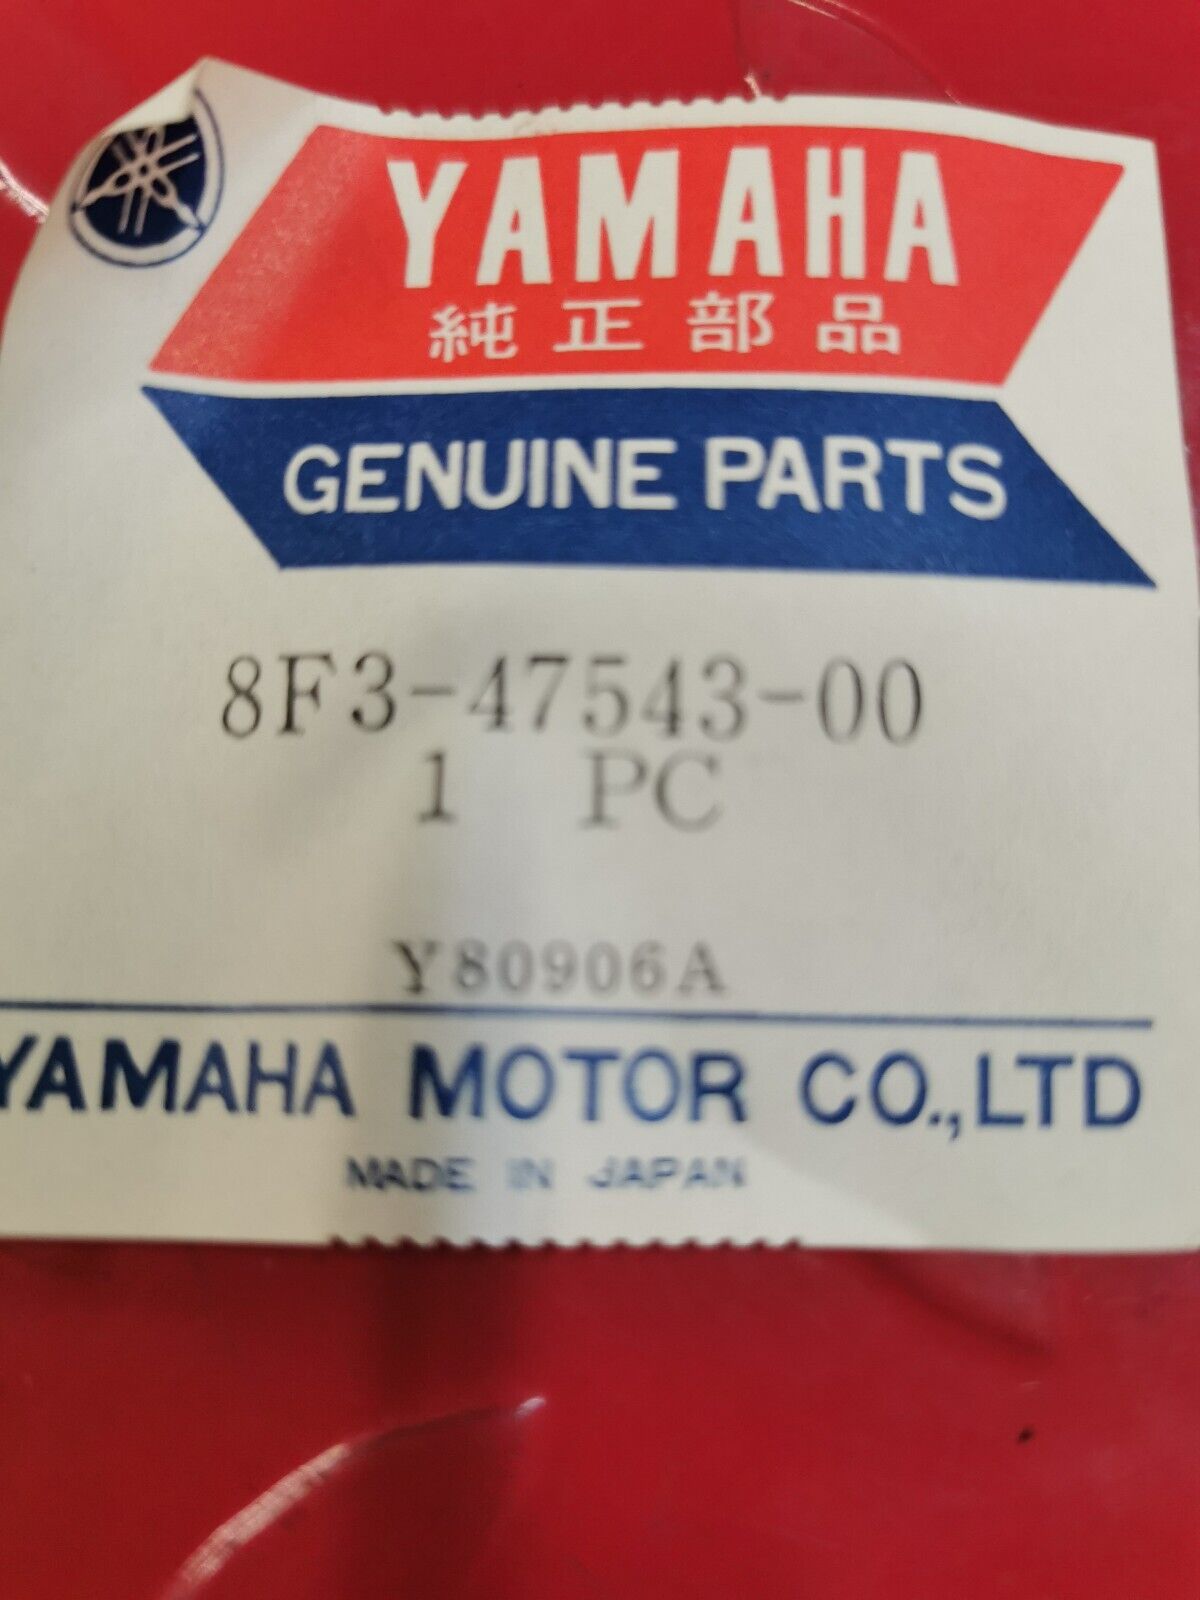 YAMAHA
純正部品
GENUINE PARTS
8F3-47543-00
1 PC
Y80906A
YAMAHA MOTOR CO.,LTD
MADE IN JAPAN